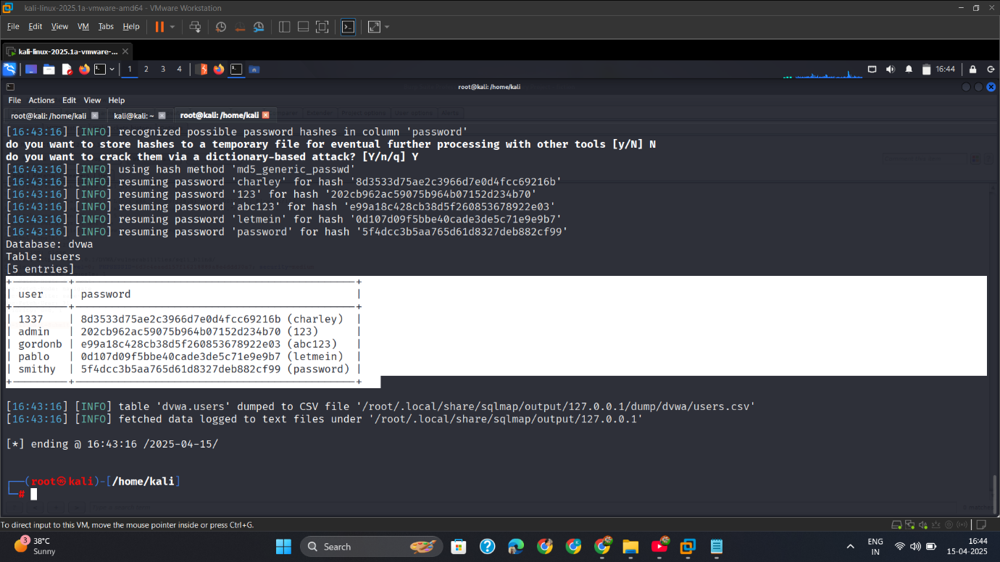 kali-linux-2025.1a-vmware-amd64 - VMware Workstation
File Edit View VM Tabs Help
kali-linux-2025.1a-vmware-...
1 2 3 4 16:44
root@kali: /home/kali
File Actions Edit View Help
root@kali: /home/kali kali@kali: ~ root@kali: /home/kali
[16:43:16] [INFO] recognized possible password hashes in column 'password'
do you want to store hashes to a temporary file for eventual further processing with other tools [y/N] N
do you want to crack them via a dictionary-based attack? [Y/n/q] Y
[16:43:16] [INFO] using hash method 'md5_generic_passwd'
[16:43:16] [INFO] resuming password 'charley' for hash '8d3533d75ae2c3966d7e0d4fcc69216b'
[16:43:16] [INFO] resuming password '123' for hash '202cb962ac59075b964b07152d234b70'
[16:43:16] [INFO] resuming password 'abc123' for hash 'e99a18c428cb38d5f260853678922e03'
[16:43:16] [INFO] resuming password 'letmein' for hash '0d107d09f5bbe40cade3de5c71e9e9b7'
[16:43:16] [INFO] resuming password 'password' for hash '5f4dcc3b5aa765d61d8327deb882cf99'
Database: dvwa
Table: users
[5 entries]
| user | password |
| 1337 | 8d3533d75ae2c3966d7e0d4fcc69216b (charley) |
| admin | 202cb962ac59075b964b07152d234b70 (123) |
| gordonb | e99a18c428cb38d5f260853678922e03 (abc123) |
| pablo | 0d107d09f5bbe40cade3de5c71e9e9b7 (letmein) |
| smithy | 5f4dcc3b5aa765d61d8327deb882cf99 (password) |
[16:43:16] [INFO] table 'dvwa.users' dumped to CSV file '/root/.local/share/sqlmap/output/127.0.0.1/dump/dvwa/users.csv'
[16:43:16] [INFO] fetched data logged to text files under '/root/.local/share/sqlmap/output/127.0.0.1'
[*] ending @ 16:43:16 /2025-04-15/
(root㉿kali)-[/home/kali]
#
To direct input to this VM, move the mouse pointer inside or press Ctrl+G.
3 38°C
Sunny
Search
ENG
IN
16:44
15-04-2025